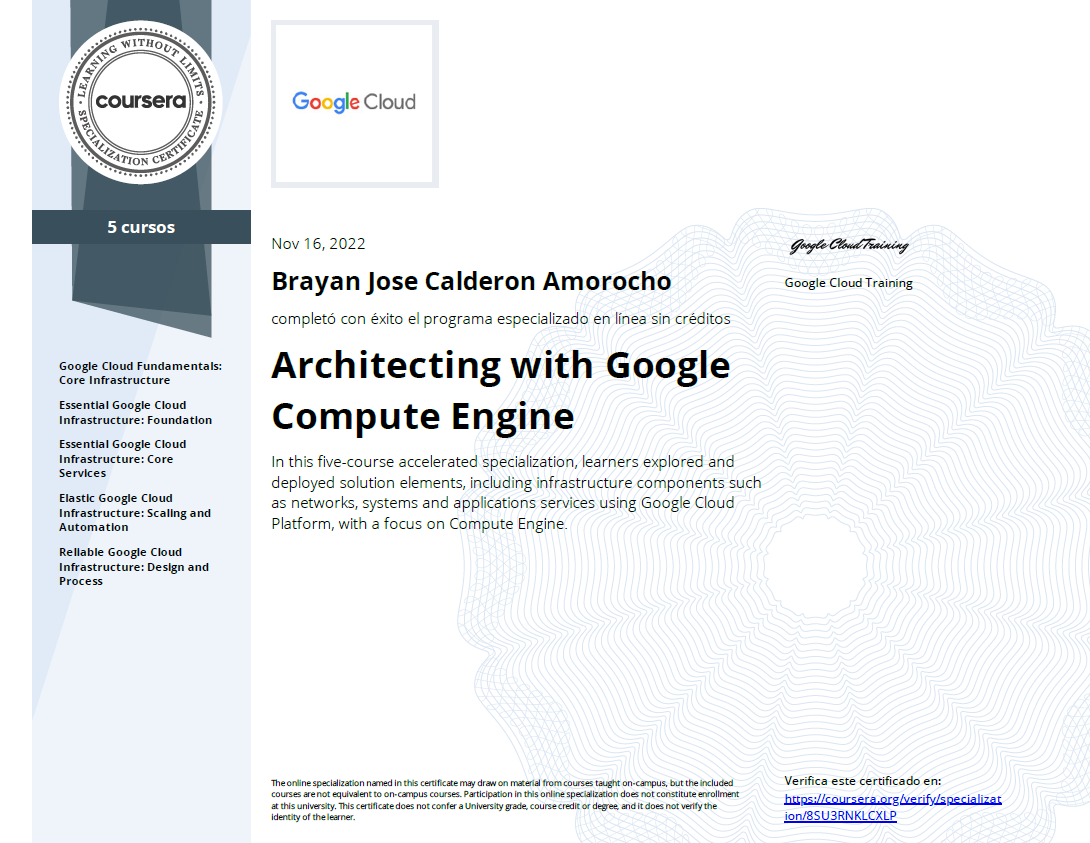 LEARNING WITHOUT LIMITS
coursera
SPECIALIZATION CERTIFICATE
5 cursos
Google Cloud Fundamentals:
Core Infrastructure
Essential Google Cloud
Infrastructure: Foundation
Essential Google Cloud
Infrastructure: Core
Services
Elastic Google Cloud
Infrastructure: Scaling and
Automation
Reliable Google Cloud
Infrastructure: Design and
Process
Google Cloud
Nov 16, 2022
Brayan Jose Calderon Amorocho
completó con éxito el programa especializado en línea sin créditos
Architecting with Google
Compute Engine
In this five-course accelerated specialization, learners explored and
deployed solution elements, including infrastructure components such
as networks, systems and applications services using Google Cloud
Platform, with a focus on Compute Engine.
Google Cloud Training
Google Cloud Training
The online specialization named in this certificate may draw on material from courses taught on-campus, but the included
courses are not equivalent to on-campus courses. Participation in this online specialization does not constitute enrollment
at this university. This certificate does not confer a University grade, course credit or degree, and it does not verify the
identity of the learner.
Verifica este certificado en:
https://coursera.org/verify/specializat
ion/8SU3RNKLCXLP